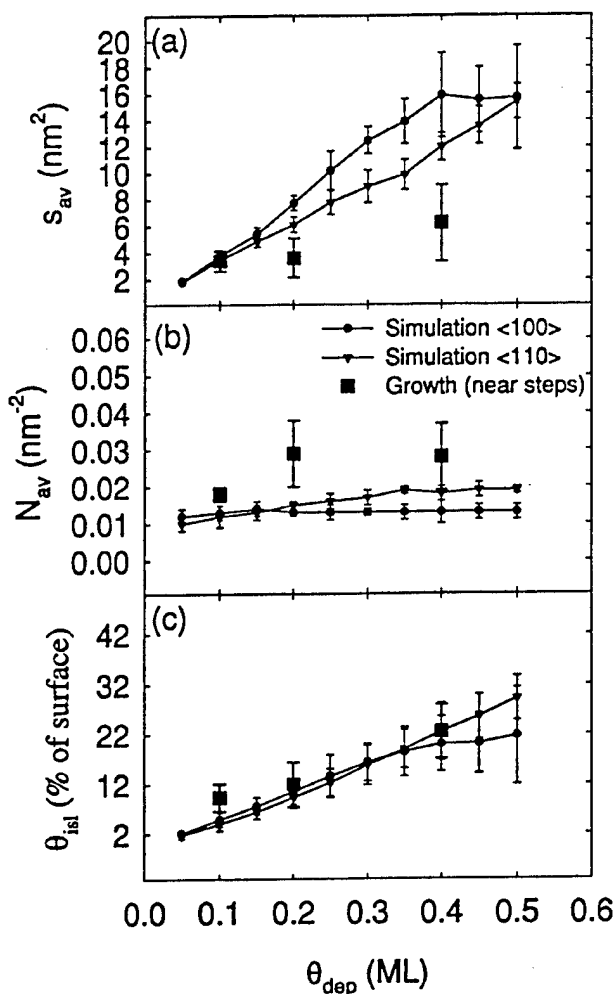 (a)
20
18
16
14
12
10
8
6
4
2
s_av (nm²)
(b)
Simulation <100>
Simulation <110>
Growth (near steps)
0.06
0.05
0.04
0.03
0.02
0.01
0.00
N_av (nm⁻²)
(c)
42
32
22
12
2
θ_isl (% of surface)
0.0 0.1 0.2 0.3 0.4 0.5 0.6
θ_dep (ML)